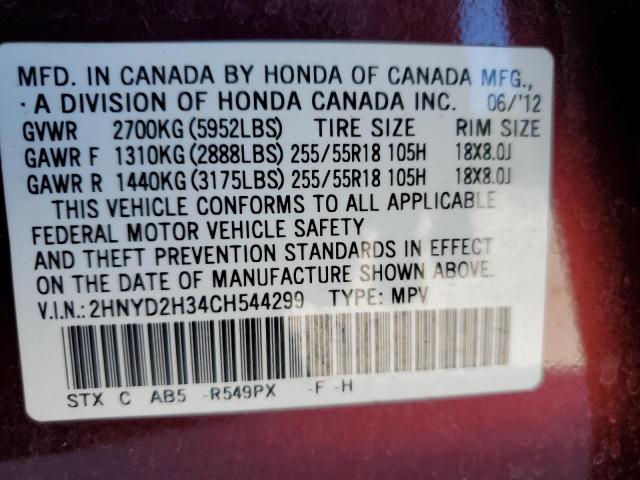 MFD. IN CANADA BY HONDA OF CANADA MFG.,
· A DIVISION OF HONDA CANADA INC. 06/'12
GVWR 2700KG (5952LBS) TIRE SIZE RIM SIZE
GAWR F 1310KG (2888LBS) 255/55R18 105H 18X8.0J
GAWR R 1440KG (3175LBS) 255/55R18 105H 18X8.0J
THIS VEHICLE CONFORMS TO ALL APPLICABLE
FEDERAL MOTOR VEHICLE SAFETY
AND THEFT PREVENTION STANDARDS IN EFFECT
ON THE DATE OF MANUFACTURE SHOWN ABOVE.
V.I.N.: 2HNYD2H34CH544299 TYPE: MPV
STX C AB5 -R549PX -F -H